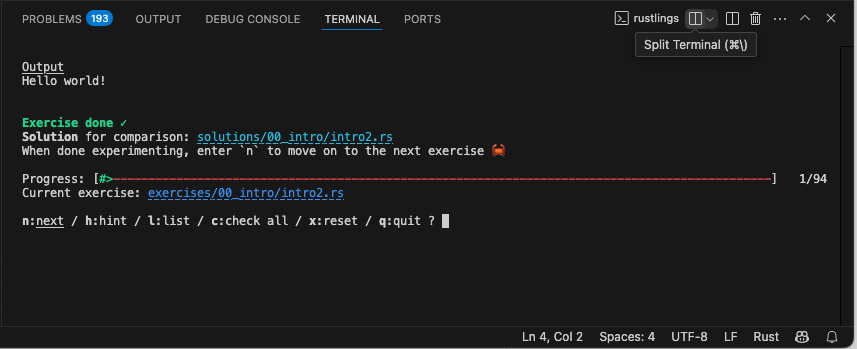 PROBLEMS 193 OUTPUT DEBUG CONSOLE TERMINAL PORTS rustlings
Split Terminal (⌘\)
Output
Hello world!
Exercise done ✓
Solution for comparison: solutions/00_intro/intro2.rs
When done experimenting, enter `n` to move on to the next exercise 🦀
Progress: [#>----------------------------------------------------------------------------------------------] 1/94
Current exercise: exercises/00_intro/intro2.rs
n:next / h:hint / l:list / c:check all / x:reset / q:quit ?
Ln 4, Col 2 Spaces: 4 UTF-8 LF Rust